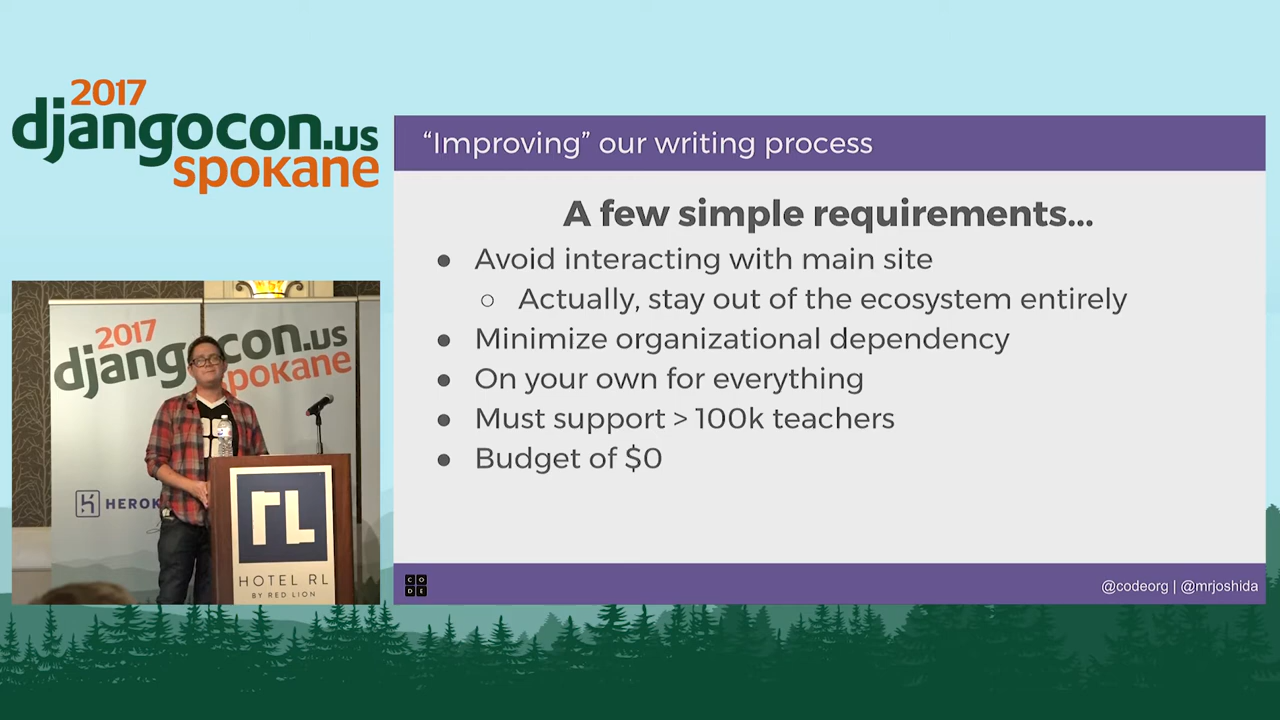 2017
djangocon.us
spokane
“Improving” our writing process
A few simple requirements...
● Avoid interacting with main site
○ Actually, stay out of the ecosystem entirely
● Minimize organizational dependency
● On your own for everything
● Must support > 100k teachers
● Budget of $0
CODE
@codeorg | @mrjoshida
2017
djangocon.us
spokane
HEROK
RL
HOTEL RL
BY RED LION